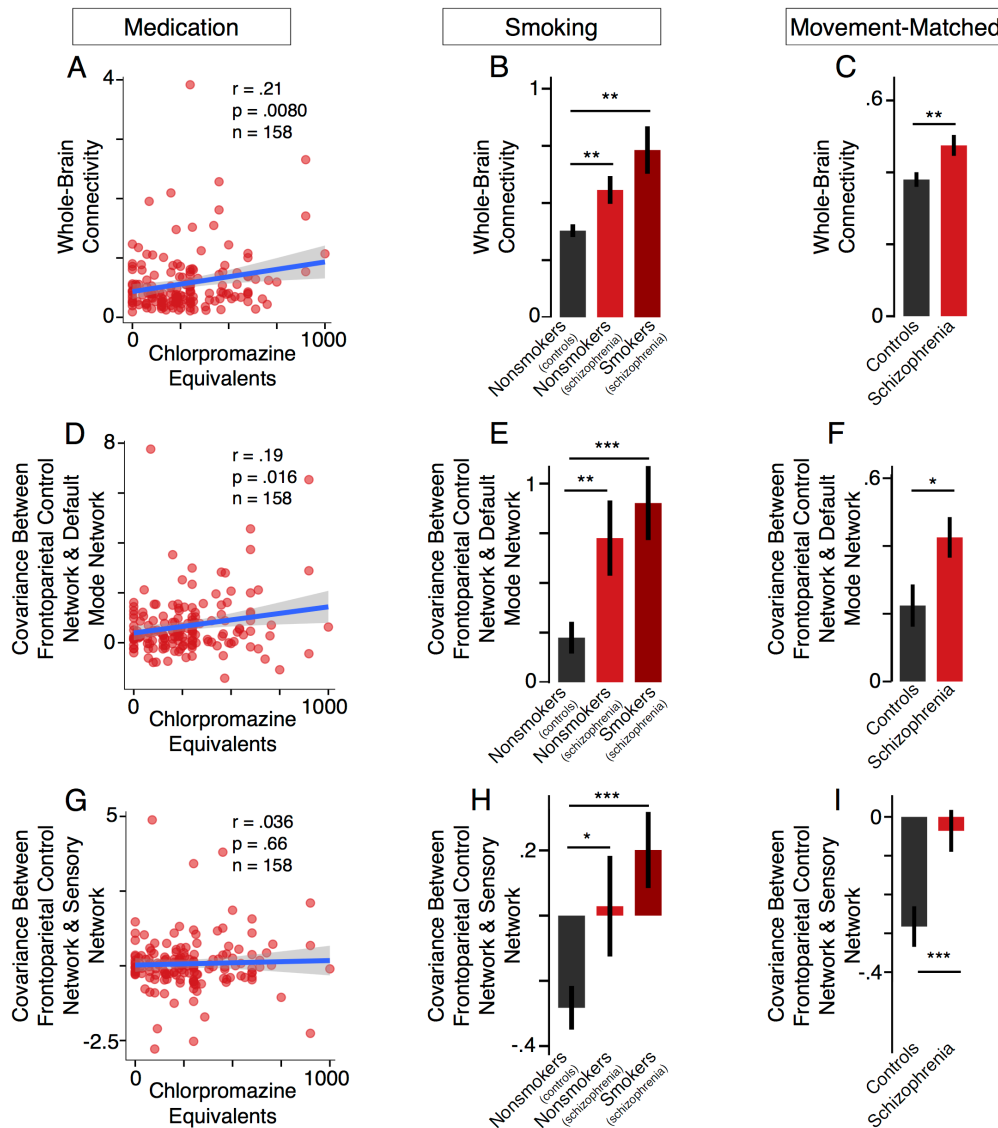 Medication
Smoking
Movement-Matched
A
4
0
Whole-Brain
Connectivity
r = .21
p = .0080
n = 158
0
1000
Chlorpromazine
Equivalents
B
1
0
Whole-Brain
Connectivity
**
**
Nonsmokers
(controls)
Nonsmokers
(schizophrenia)
Smokers
(schizophrenia)
C
.6
0
Whole-Brain
Connectivity
**
Controls
Schizophrenia
D
8
0
Covariance Between
Frontoparietal Control
Network & Default
Mode Network
r = .19
p = .016
n = 158
0
1000
Chlorpromazine
Equivalents
E
1
0
Covariance Between
Frontoparietal Control
Network & Default
Mode Network
***
**
Nonsmokers
(controls)
Nonsmokers
(schizophrenia)
Smokers
(schizophrenia)
F
.6
0
Covariance Between
Frontoparietal Control
Network & Default
Mode Network
*
Controls
Schizophrenia
G
5
-2.5
Covariance Between
Frontoparietal Control
Network & Sensory
Network
r = .036
p = .66
n = 158
0
1000
Chlorpromazine
Equivalents
H
.2
-.4
Covariance Between
Frontoparietal Control
Network & Sensory
Network
***
*
Nonsmokers
(controls)
Nonsmokers
(schizophrenia)
Smokers
(schizophrenia)
I
0
-.4
Covariance Between
Frontoparietal Control
Network & Sensory
Network
***
Controls
Schizophrenia